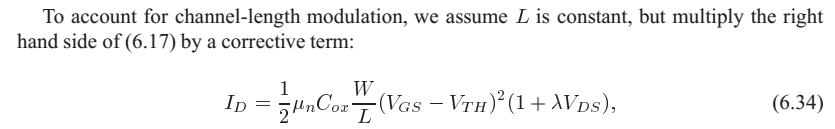 To account for channel-length modulation, we assume L is constant, but multiply the right
hand side of (6.17) by a corrective term:
I_D = \frac{1}{2} \mu_n C_{ox} \frac{W}{L} (V_{GS} - V_{TH})^2 (1 + \lambda V_{DS}), (6.34)